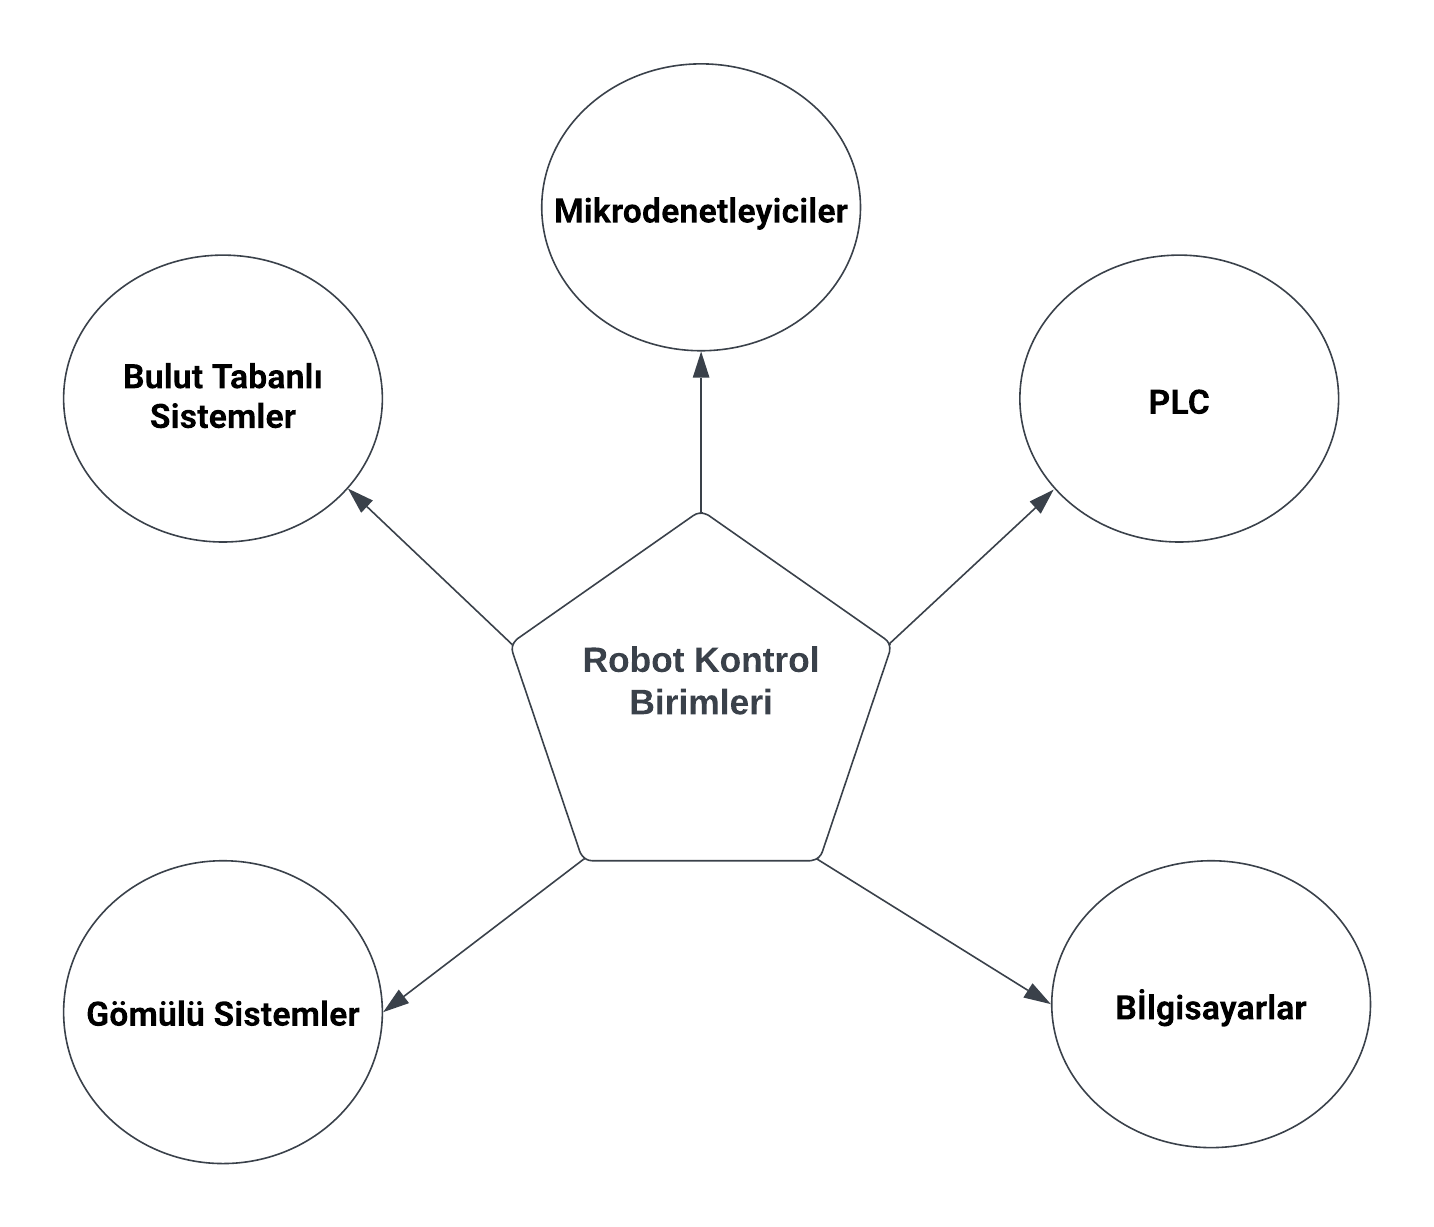 Mikrodenetleyiciler
Bulut Tabanlı
Sistemler
PLC
Robot Kontrol
Birimleri
Gömülü Sistemler
Bİlgisayarlar